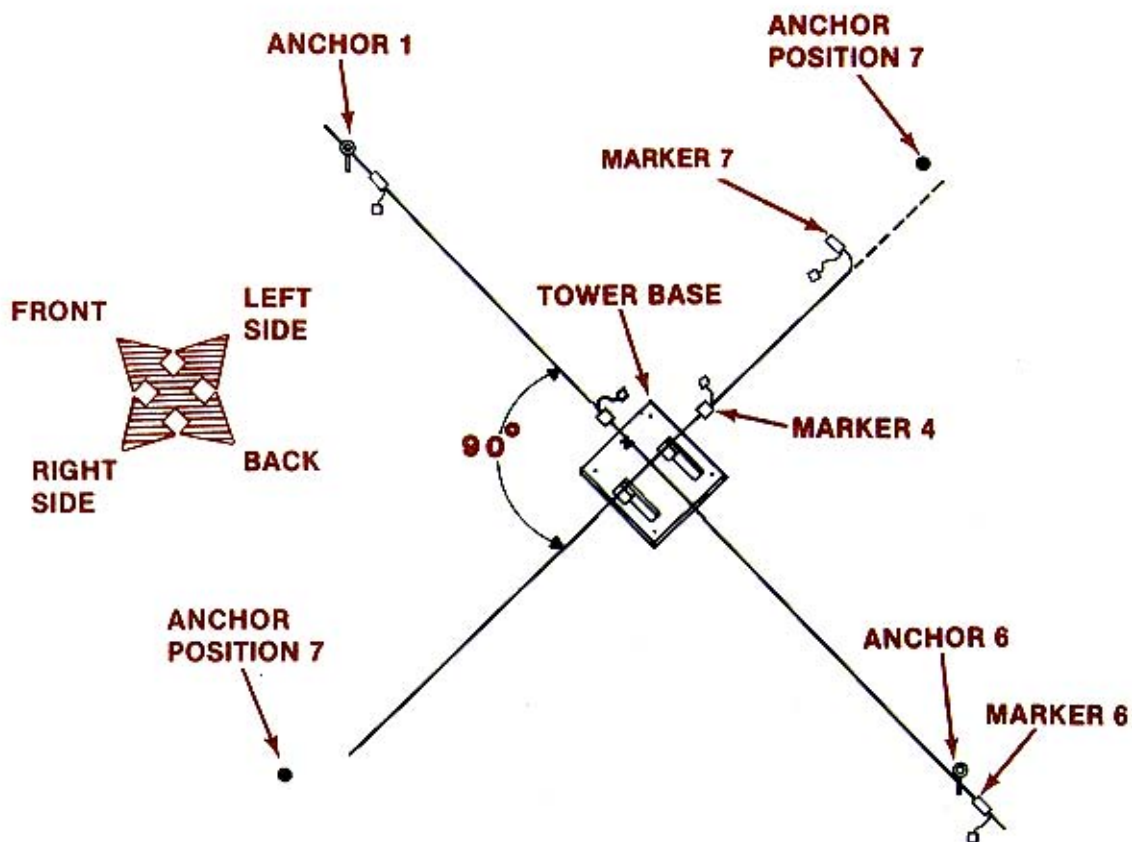 ANCHOR 1
ANCHOR
POSITION 7
MARKER 7
TOWER BASE
FRONT
LEFT
SIDE
MARKER 4
90°
RIGHT
SIDE
BACK
ANCHOR
POSITION 7
ANCHOR 6
MARKER 6